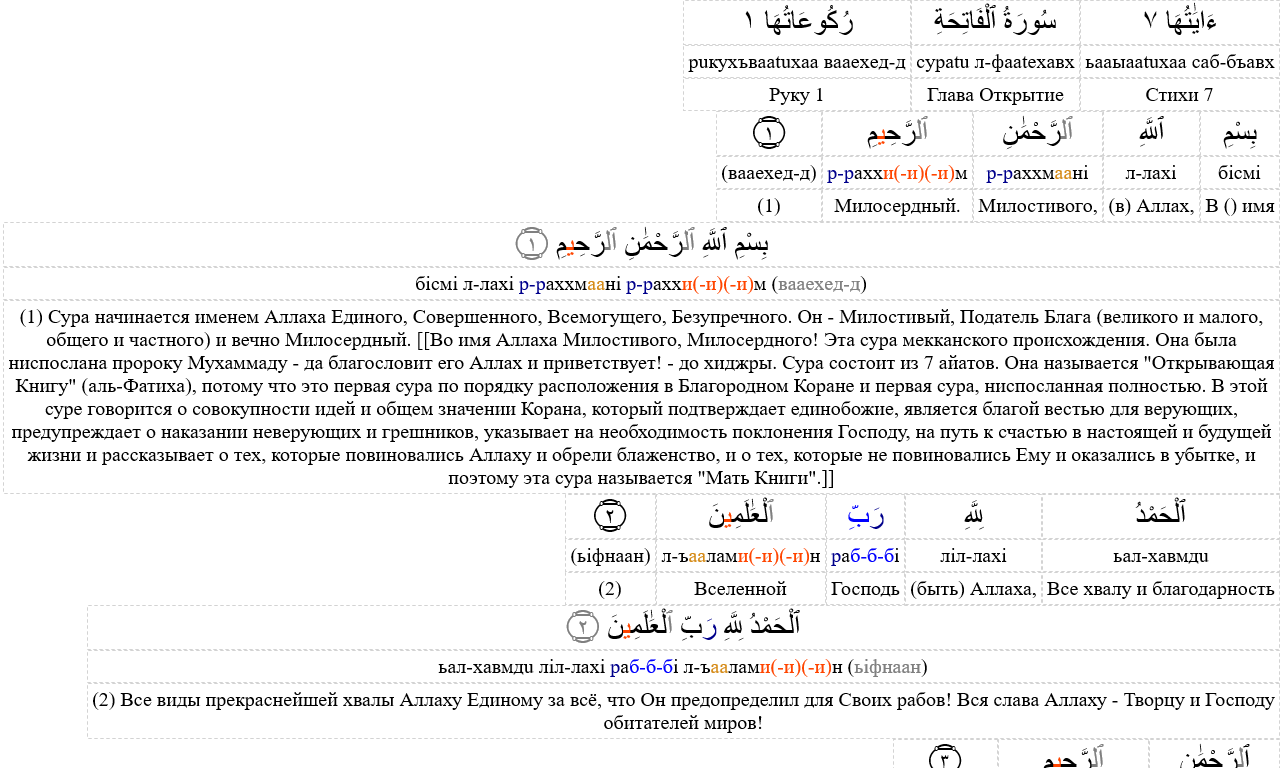 ءَايَٰتُهَا ٧ سُورَةُ ٱلْفَاتِحَةِ رُكُوعَاتُهَا ١
ьааыааtuхаа саб-бъавх сураtu л-фааtехавх рuкухъвааtuхаа вааехед-д
Стихи 7 Глава Открытие Руку 1
بِسْمِ ٱللَّهِ ٱلرَّحْمَٰنِ ٱلرَّحِيمِ ١
бiсмi л-лахi р-раххмаанi р-раххи(-и)(-и)м (вааехед-д)
В () имя (в) Аллах, Милостивого, Милосердный. (1)
بِسْمِ ٱللَّهِ ٱلرَّحْمَٰنِ ٱلرَّحِيمِ ١
бiсмi л-лахi р-раххмаанi р-раххи(-и)(-и)м (вааехед-д)
(1) Сура начинается именем Аллаха Единого, Совершенного, Всемогущего, Безупречного. Он - Милостивый, Податель Блага (великого и малого,
общего и частного) и вечно Милосердный. [[Во имя Аллаха Милостивого, Милосердного! Эта сура мекканского происхождения. Она была
ниспослана пророку Мухаммаду - да благословит его Аллах и приветствует! - до хиджры. Сура состоит из 7 айатов. Она называется "Открывающая
Книгу" (аль-Фатиха), потому что это первая сура по порядку расположения в Благородном Коране и первая сура, ниспосланная полностью. В этой
суре говорится о совокупности идей и общем значении Корана, который подтверждает единобожие, является благой вестью для верующих,
предупреждает о наказании неверующих и грешников, указывает на необходимость поклонения Господу, на путь к счастью в настоящей и будущей
жизни и рассказывает о тех, которые повиновались Аллаху и обрели блаженство, и о тех, которые не повиновались Ему и оказались в убытке, и
поэтому эта сура называется "Мать Книги".]]
ٱلْحَمْدُ لِلَّهِ رَبِّ ٱلْعَٰلَمِينَ ٢
ьал-хавмдu лiл-лахi раб-б-бi л-ъаалами(-и)(-и)н (ьiфнаан)
Все хвалу и благодарность (быть) Аллаха, Господь Вселенной (2)
ٱلْحَمْدُ لِلَّهِ رَبِّ ٱلْعَٰلَمِينَ ٢
ьал-хавмдu лiл-лахi раб-б-бi л-ъаалами(-и)(-и)н (ьiфнаан)
(2) Все виды прекраснейшей хвалы Аллаху Единому за всё, что Он предопределил для Своих рабов! Вся слава Аллаху - Творцу и Господу
обитателей миров!
ٱلرَّحْمَٰنِ ٱلرَّحِيمِ ٣